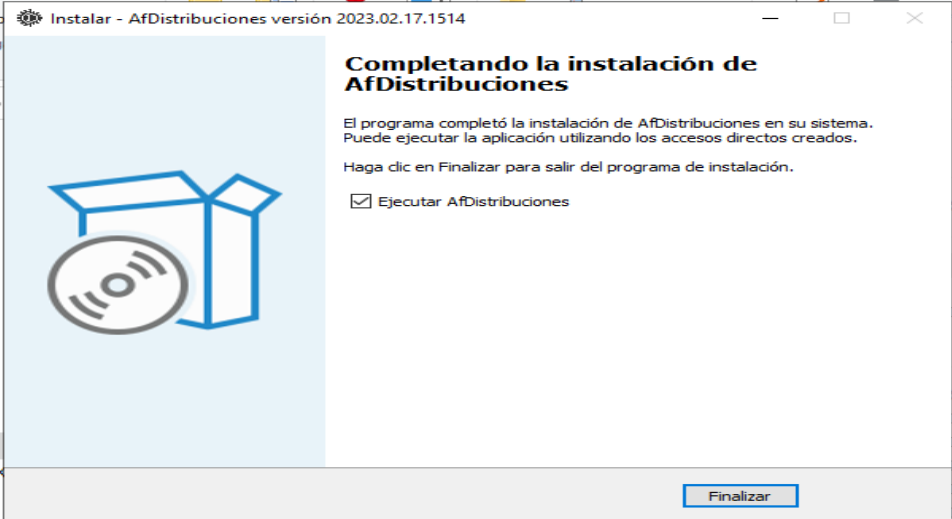 Instalar - AfDistribuciones versión 2023.02.17.1514
Completando la instalación de
AfDistribuciones
El programa completó la instalación de AfDistribuciones en su sistema.
Puede ejecutar la aplicación utilizando los accesos directos creados.
Haga clic en Finalizar para salir del programa de instalación.
Ejecutar AfDistribuciones
Finalizar